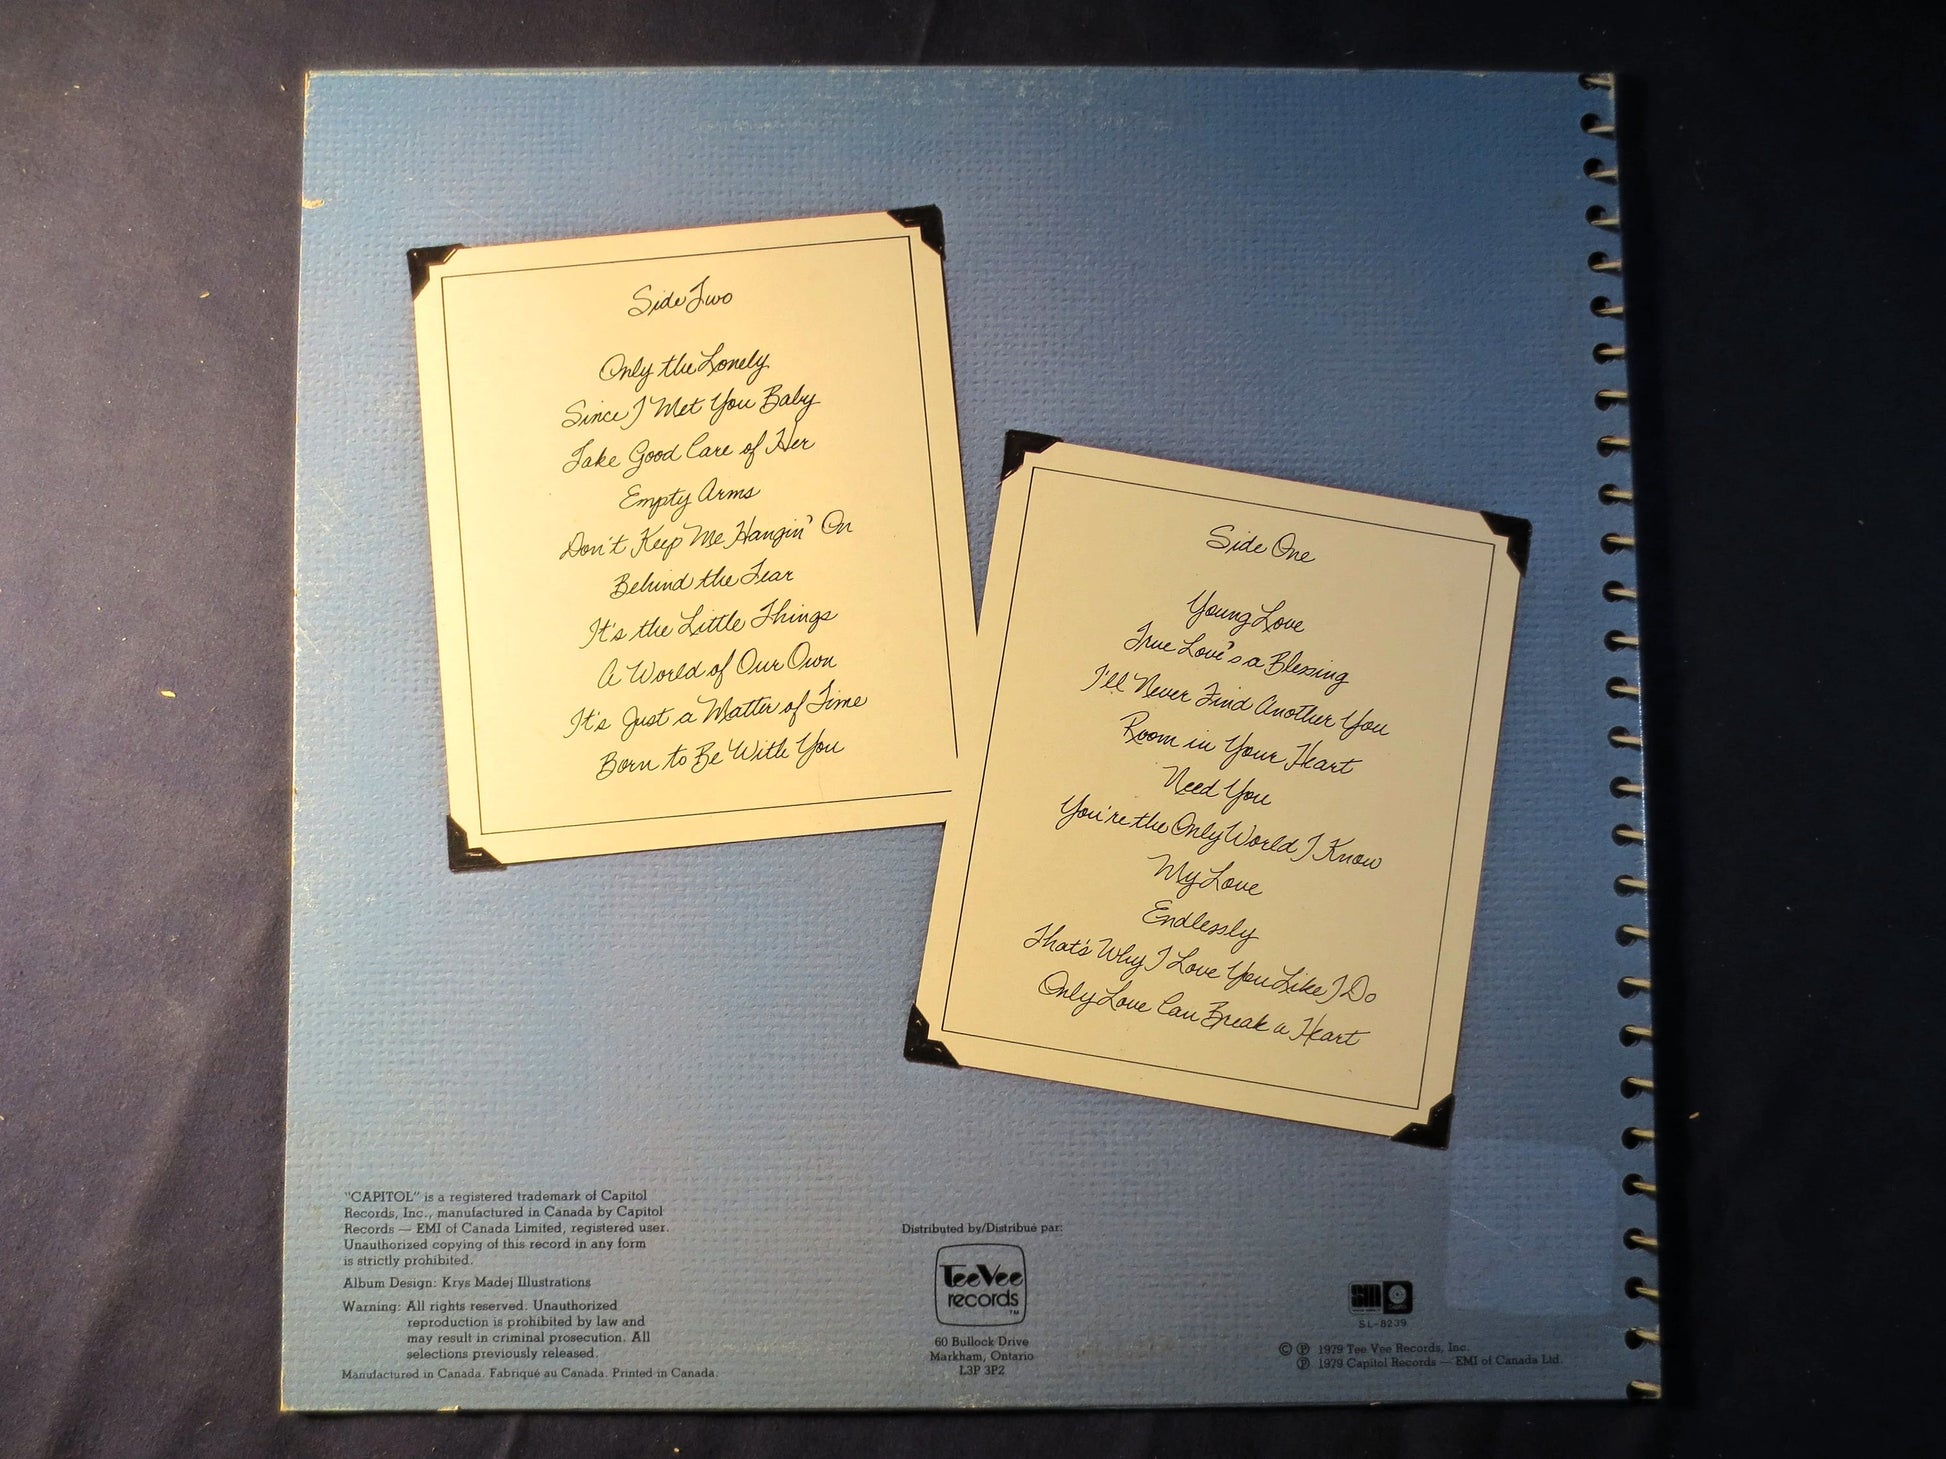 Side Two
Only the Lonely
Since I Met You Baby
Take Good Care of Her
Empty Arms
Don't Keep Me Hangin' On
Behind the Tear
It's the Little Things
A World of Our Own
It's Just a Matter of Time
Born to Be With You
Side One
Young Love
True Love's a Blessing
I'll Never Find Another You
Room in Your Heart
Need You
You're the Only World I Know
My Love
Endlessly
That's Why I Love You Like I Do
Only Love Can Break a Heart
"CAPITOL" is a registered trademark of Capitol
Records, Inc., manufactured in Canada by Capitol
Records — EMI of Canada Limited, registered user.
Unauthorized copying of this record in any form
is strictly prohibited.
Album Design: Krys Madej Illustrations
Warning: All rights reserved. Unauthorized
reproduction is prohibited by law and
may result in criminal prosecution. All
selections previously released.
Manufactured in Canada. Fabriqué au Canada. Printed in Canada.
Distributed by/Distribué par:
TeeVee
records
TM
60 Bullock Drive
Markham, Ontario
L3P 3P2
SM
SL-8239
© ℗ 1979 Tee Vee Records, Inc.
℗ 1979 Capitol Records — EMI of Canada Ltd.